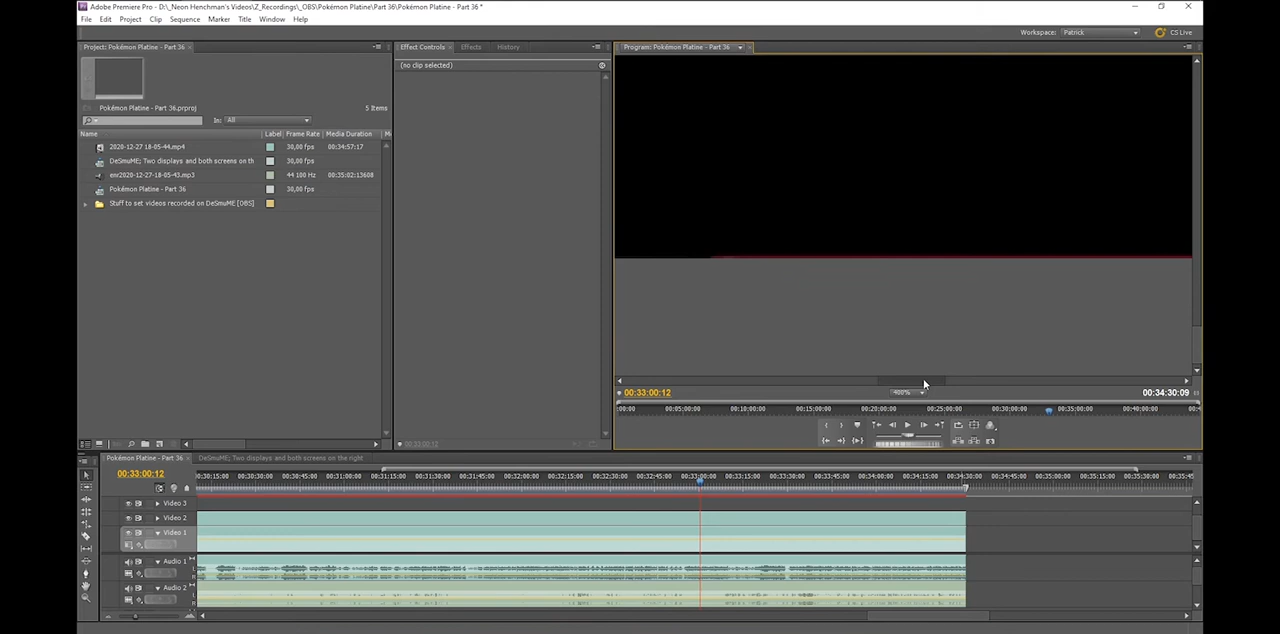 Adobe Premiere Pro - D:\_Neon Henchman's Videos\Z_Recordings\_OBS\Pokémon Platine\Part 36\Pokémon Platine - Part 36.prproj *
File Edit Project Clip Sequence Marker Title Window Help
Workspace: Patrick CS Live
Project: Pokémon Platine - Part 36
Effect Controls Effects History
Program: Pokémon Platine - Part 36
(no clip selected)
Pokémon Platine - Part 36.prproj 5 Items
In: All
Name Label Frame Rate Media Duration
2020-12-27 18-05-44.mp4 30,00 fps 00:34:57:17
DeSmuME; Two displays and both screens on th 30,00 fps
enr2020-12-27-18-05-43.mp3 44 100 Hz 00:35:02:13608
Pokémon Platine - Part 36 30,00 fps
Stuff to set videos recorded on DeSmuME [OBS]
00:33:00:12 400% 00:34:30:09
:00:00 00:05:00:00 00:10:00:00 00:15:00:00 00:20:00:00 00:25:00:00 00:30:00:00 00:35:00:00 00:40:00:00
00:33:00:12
Pokémon Platine - Part 36 DeSmuME; Two displays and both screens on the right
00:33:00:12
00:30:15:00 00:30:30:00 00:30:45:00 00:31:00:00 00:31:15:00 00:31:30:00 00:31:45:00 00:32:00:00 00:32:15:00 00:32:30:00 00:32:45:00 00:33:00:00 00:33:15:00 00:33:30:00 00:33:45:00 00:34:00:00 00:34:15:00 00:34:30:00 00:34:45:00 00:35:00:00 00:35:15:00 00:35:30:00 00:35:45
Video 3
Video 2
Video 1
Audio 1
Audio 2